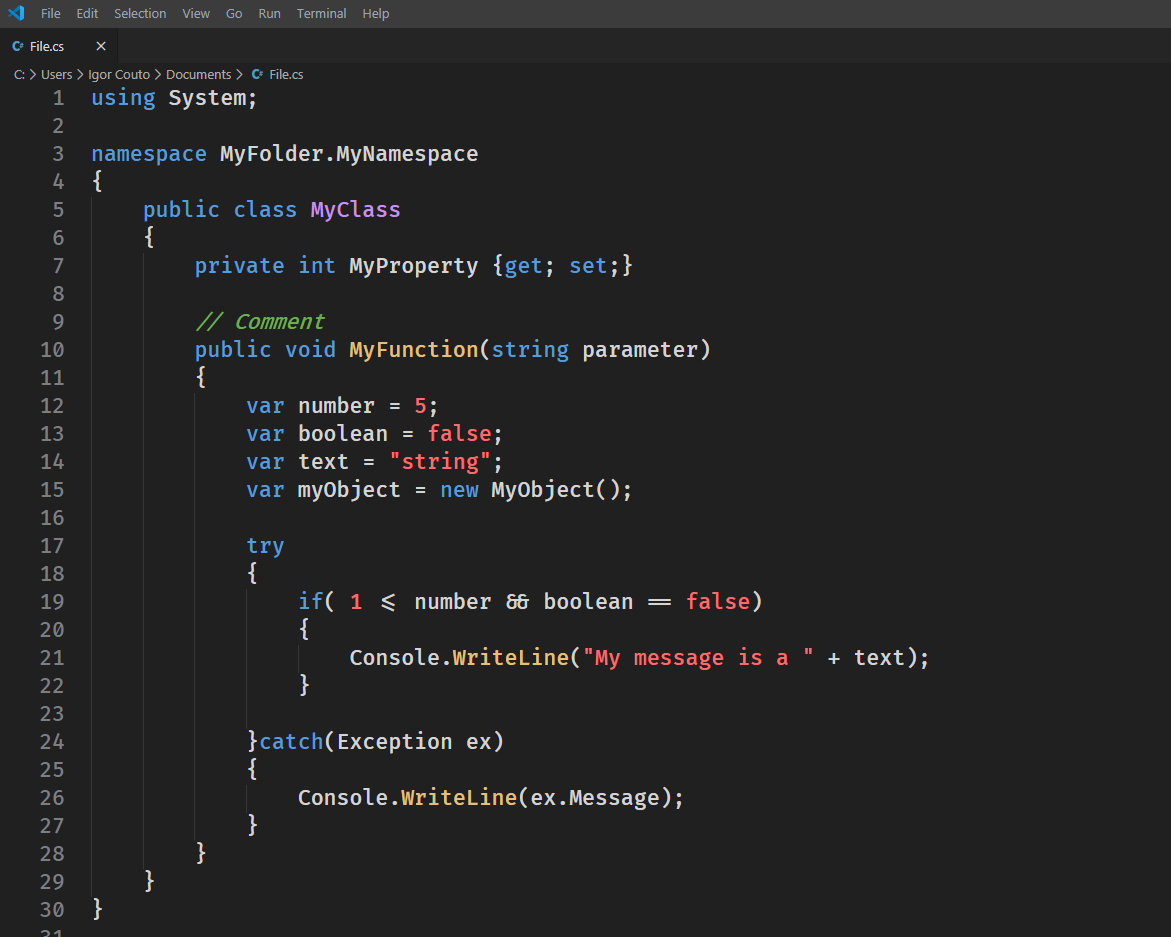 File Edit Selection View Go Run Terminal Help
File.cs
C: > Users > Igor Couto > Documents > File.cs
1 using System;
2
3 namespace MyFolder.MyNamespace
4 {
5     public class MyClass
6     {
7         private int MyProperty {get; set;}
8
9         // Comment
10         public void MyFunction(string parameter)
11         {
12             var number = 5;
13             var boolean = false;
14             var text = "string";
15             var myObject = new MyObject();
16
17             try
18             {
19                 if( 1 <= number && boolean == false)
20                 {
21                     Console.WriteLine("My message is a " + text);
22                 }
23
24             }catch(Exception ex)
25             {
26                 Console.WriteLine(ex.Message);
27             }
28         }
29     }
30 }
31